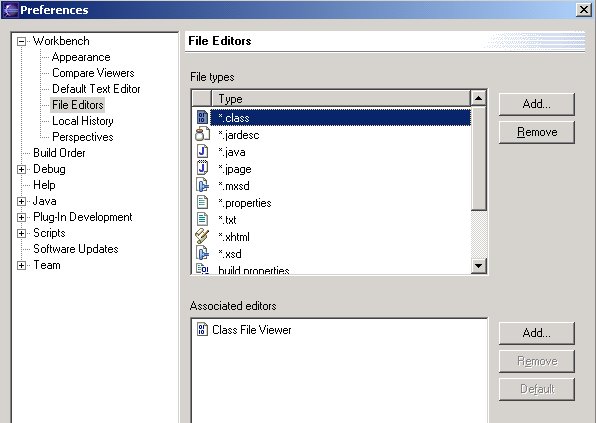 Preferences
Workbench
Appearance
Compare Viewers
Default Text Editor
File Editors
Local History
Perspectives
Build Order
Debug
Help
Java
Plug-In Development
Scripts
Software Updates
Team
File Editors
File types
Type
*.class
*.jardesc
*.java
*.jpage
*.mxsd
*.properties
*.txt
*.xhtml
*.xsd
build.properties
Add...
Remove
Associated editors
Class File Viewer
Add...
Remove
Default